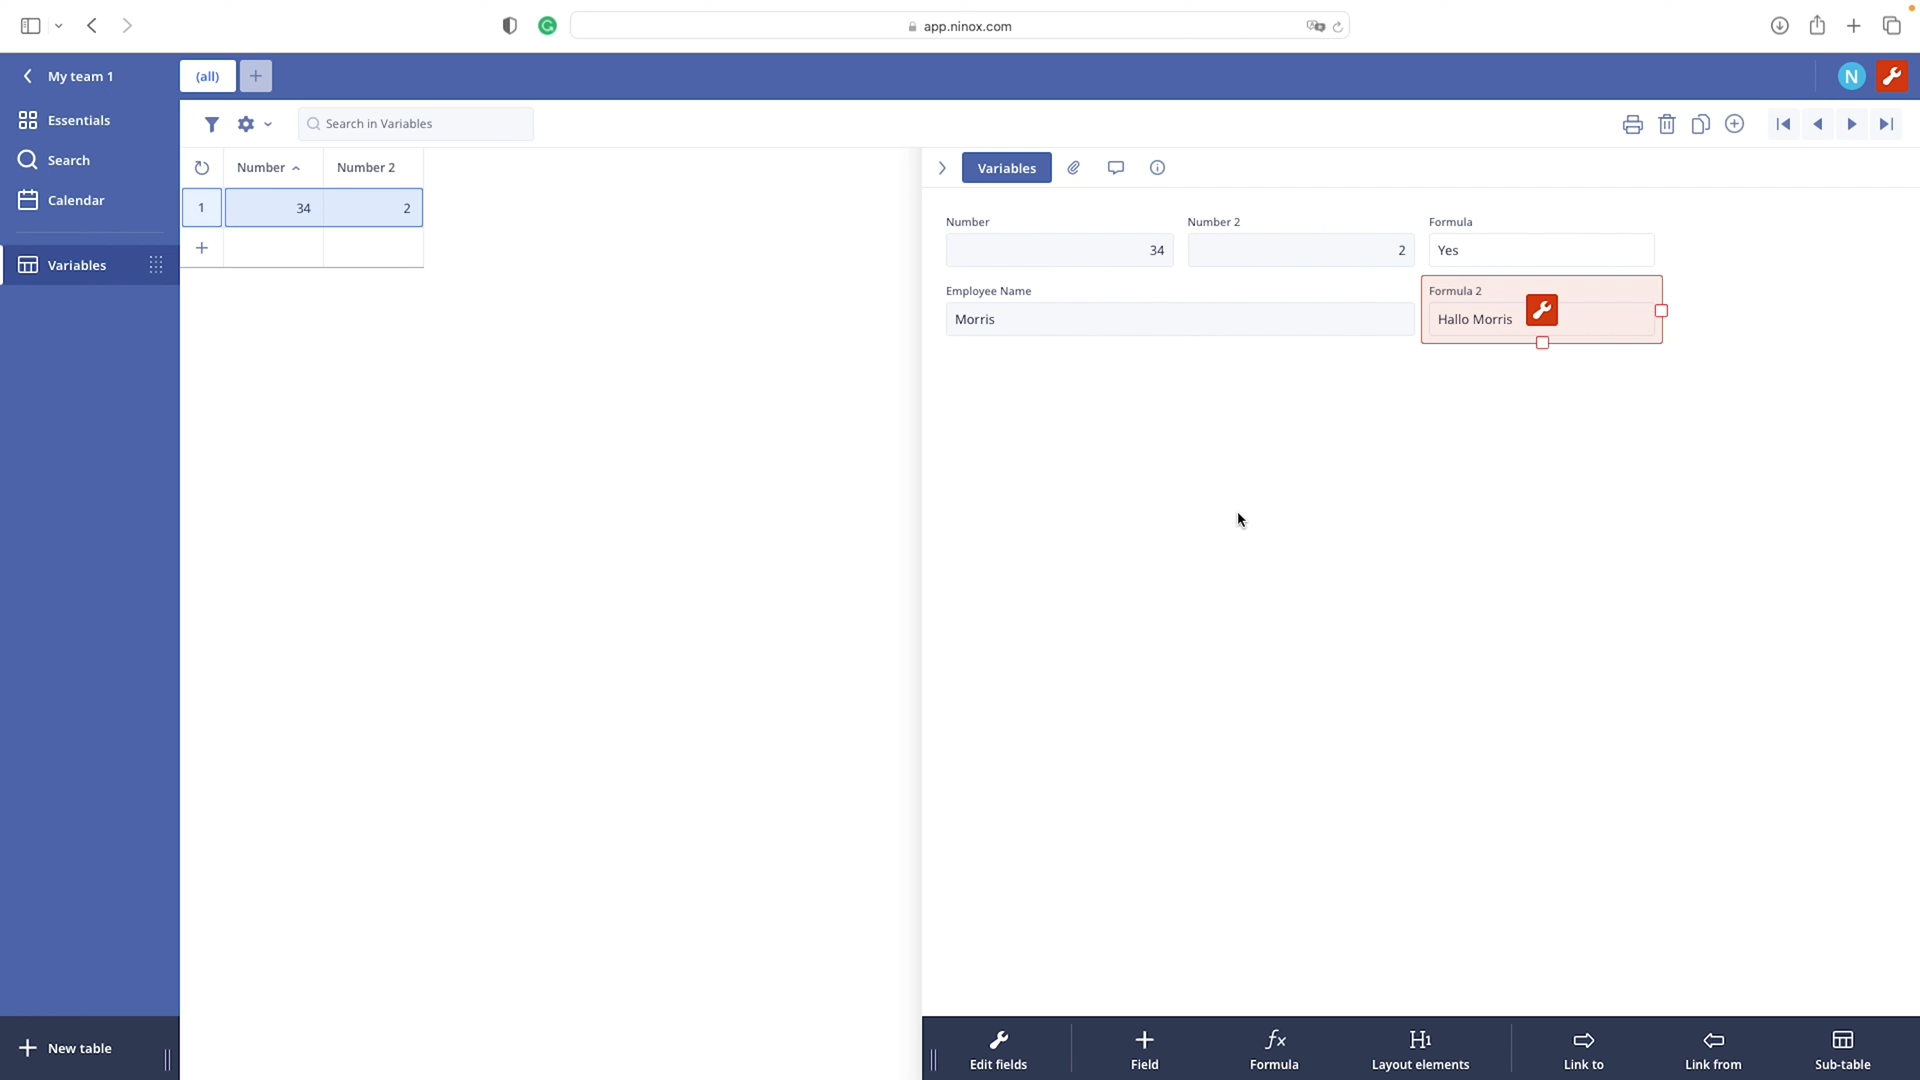 app.ninox.com
My team 1
(all)
N
Essentials
Search in Variables
Search
Number
Number 2
Variables
Calendar
1
34
2
Number
Number 2
Formula
34
2
Yes
Variables
Employee Name
Formula 2
Morris
Hallo Morris
New table
Edit fields
Field
Formula
Layout elements
Link to
Link from
Sub-table